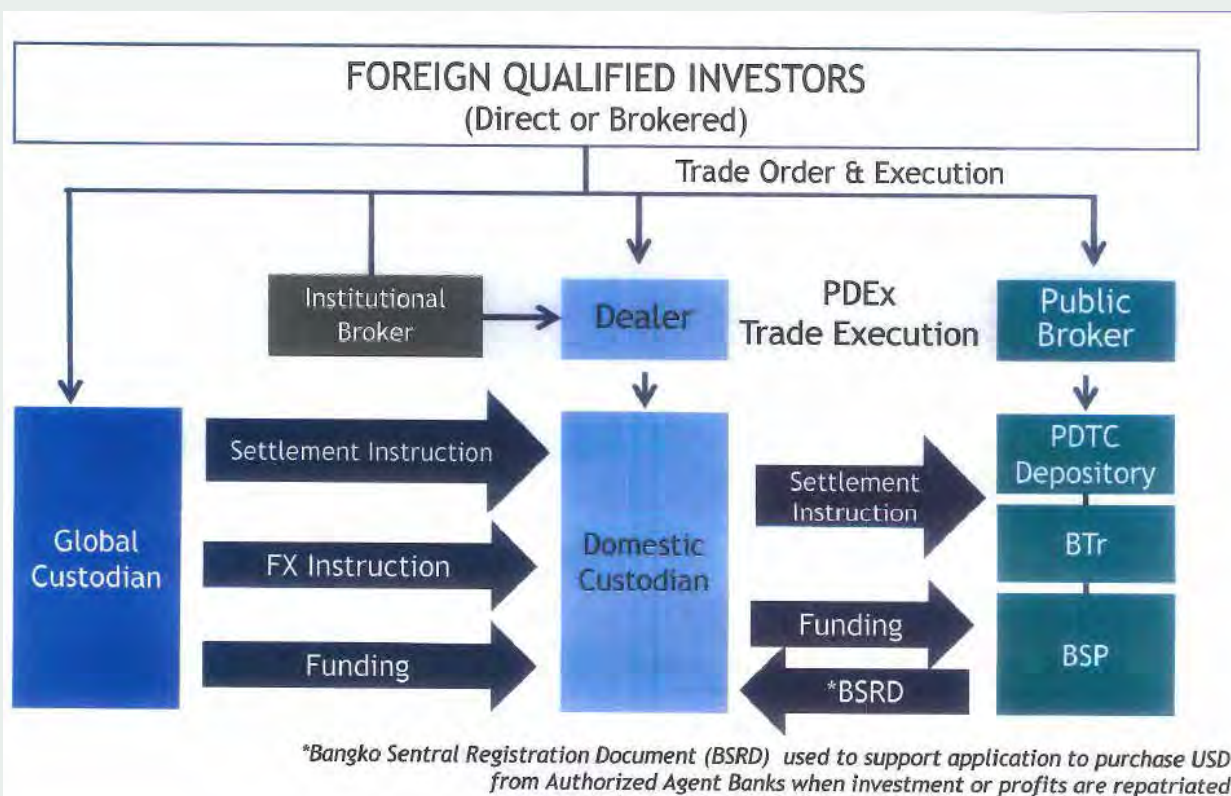 FOREIGN QUALIFIED INVESTORS
(Direct or Brokered)
Trade Order & Execution
Institutional
Broker
Dealer
PDEx
Trade Execution
Public
Broker
Global
Custodian
Settlement Instruction
FX Instruction
Funding
Domestic
Custodian
Settlement
Instruction
Funding
*BSRD
PDTC
Depository
BTr
BSP
*Bangko Sentral Registration Document (BSRD) used to support application to purchase USD
from Authorized Agent Banks when investment or profits are repatriated